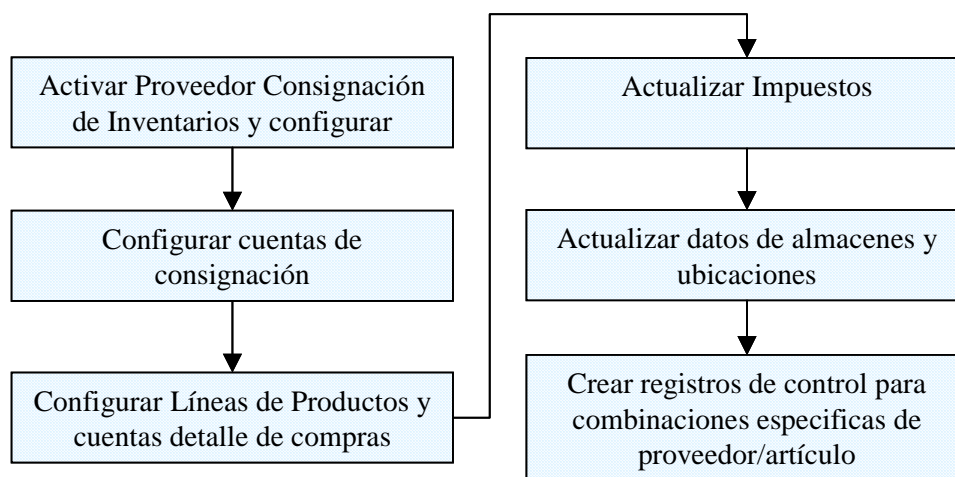 Activar Proveedor Consignación
de Inventarios y configurar
Configurar cuentas de
consignación
Configurar Líneas de Productos y
cuentas detalle de compras
Actualizar Impuestos
Actualizar datos de almacenes y
ubicaciones
Crear registros de control para
combinaciones especificas de
proveedor/artículo